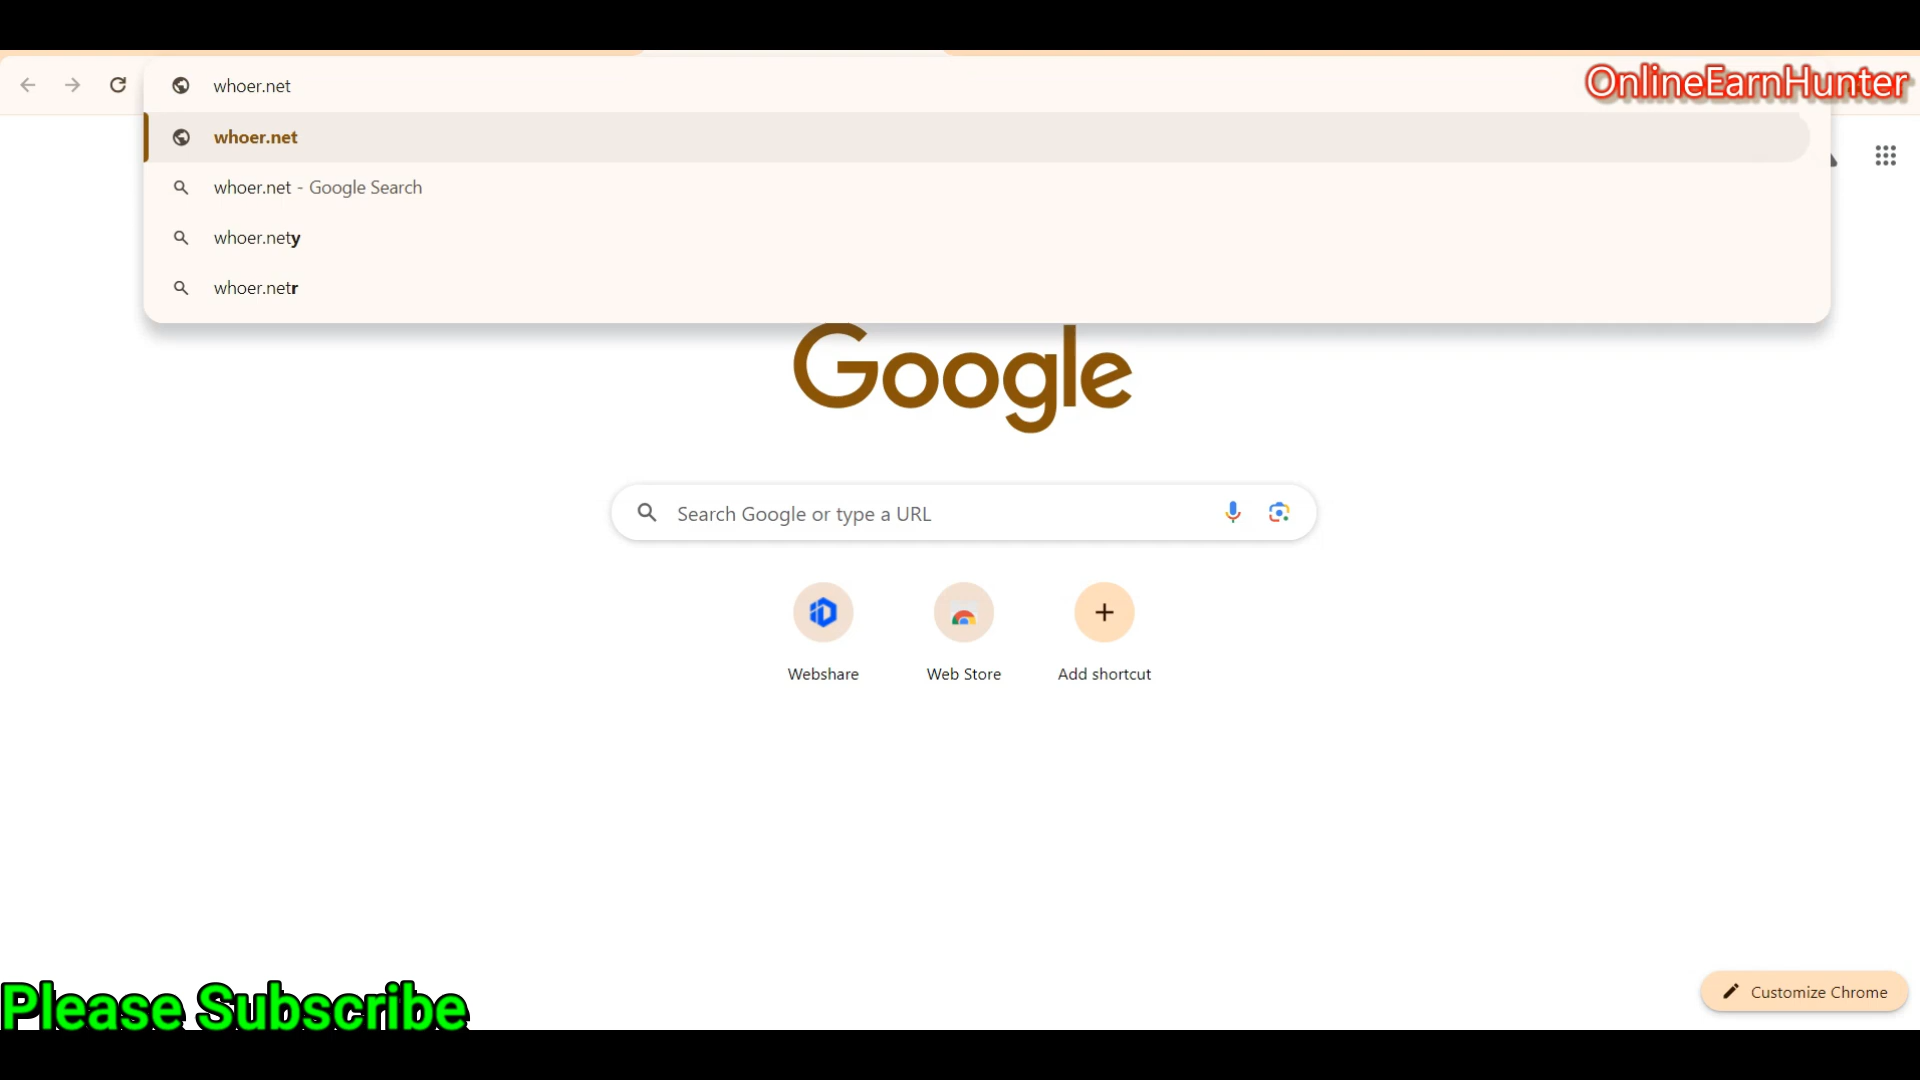 whoer.net
OnlineEarnHunter
whoer.net
whoer.net - Google Search
whoer.nety
whoer.netr
Google
Search Google or type a URL
Webshare
Web Store
Add shortcut
Customize Chrome
Please Subscribe